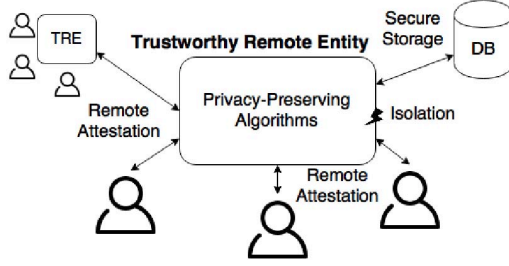 TRE
Trustworthy Remote Entity
Secure
Storage
DB
Privacy-Preserving
Algorithms
Isolation
Remote
Attestation
Remote
Attestation